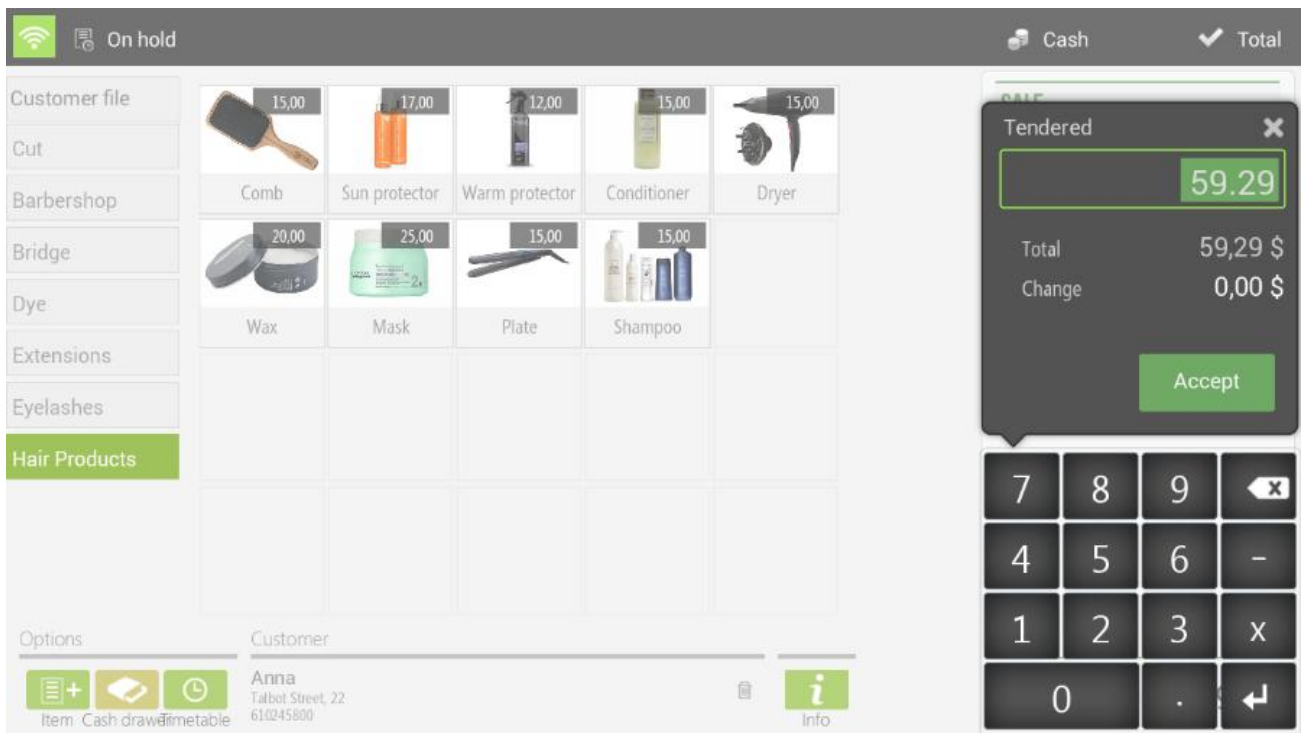 On hold
Cash
Total
Customer file
Cut
Barbershop
Bridge
Dye
Extensions
Eyelashes
Hair Products
15,00
17,00
12,00
15,00
15,00
Comb
Sun protector
Warm protector
Conditioner
Dryer
20,00
25,00
15,00
15,00
Wax
Mask
Plate
Shampoo
SALE
Tendered
59.29
Total 59,29 $
Change 0,00 $
Accept
7 8 9 x
4 5 6 -
1 2 3 x
0 .
Options
Item
Cash drawer
Timetable
Customer
Anna
Talbot Street, 22
610245800
i
Info